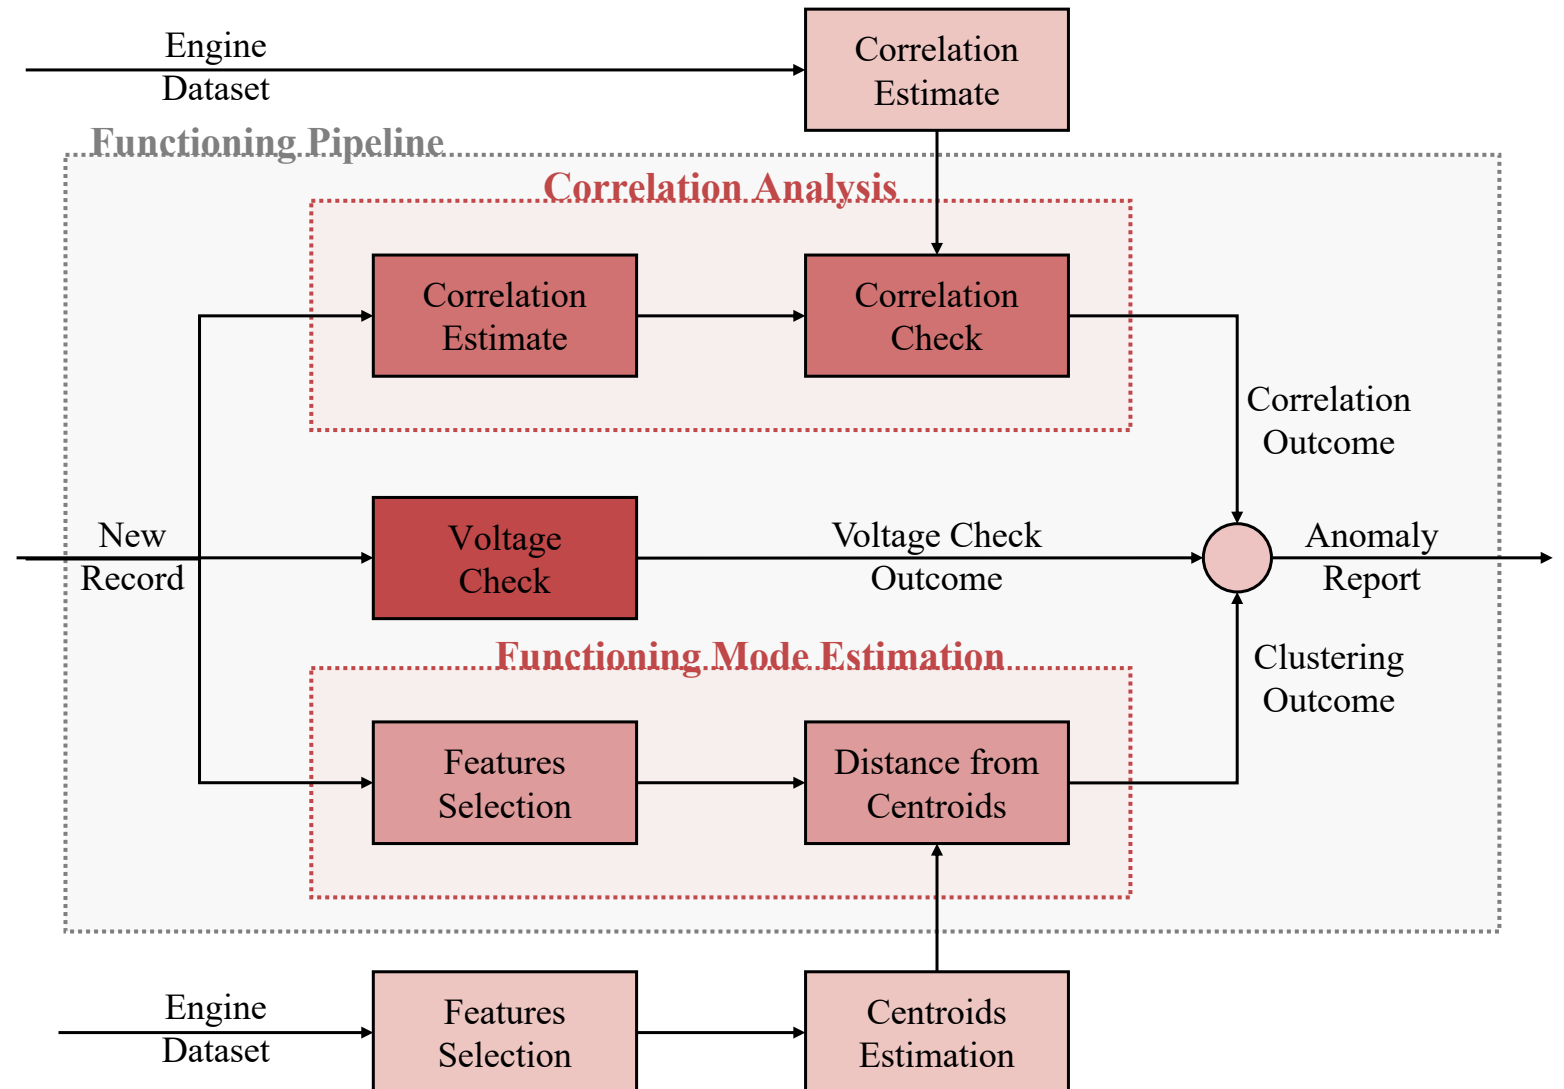 Engine
Dataset
Correlation
Estimate
Functioning Pipeline
Correlation Analysis
Correlation
Estimate
Correlation
Check
Correlation
Outcome
New
Record
Voltage
Check
Voltage Check
Outcome
Anomaly
Report
Functioning Mode Estimation
Clustering
Outcome
Features
Selection
Distance from
Centroids
Engine
Dataset
Features
Selection
Centroids
Estimation